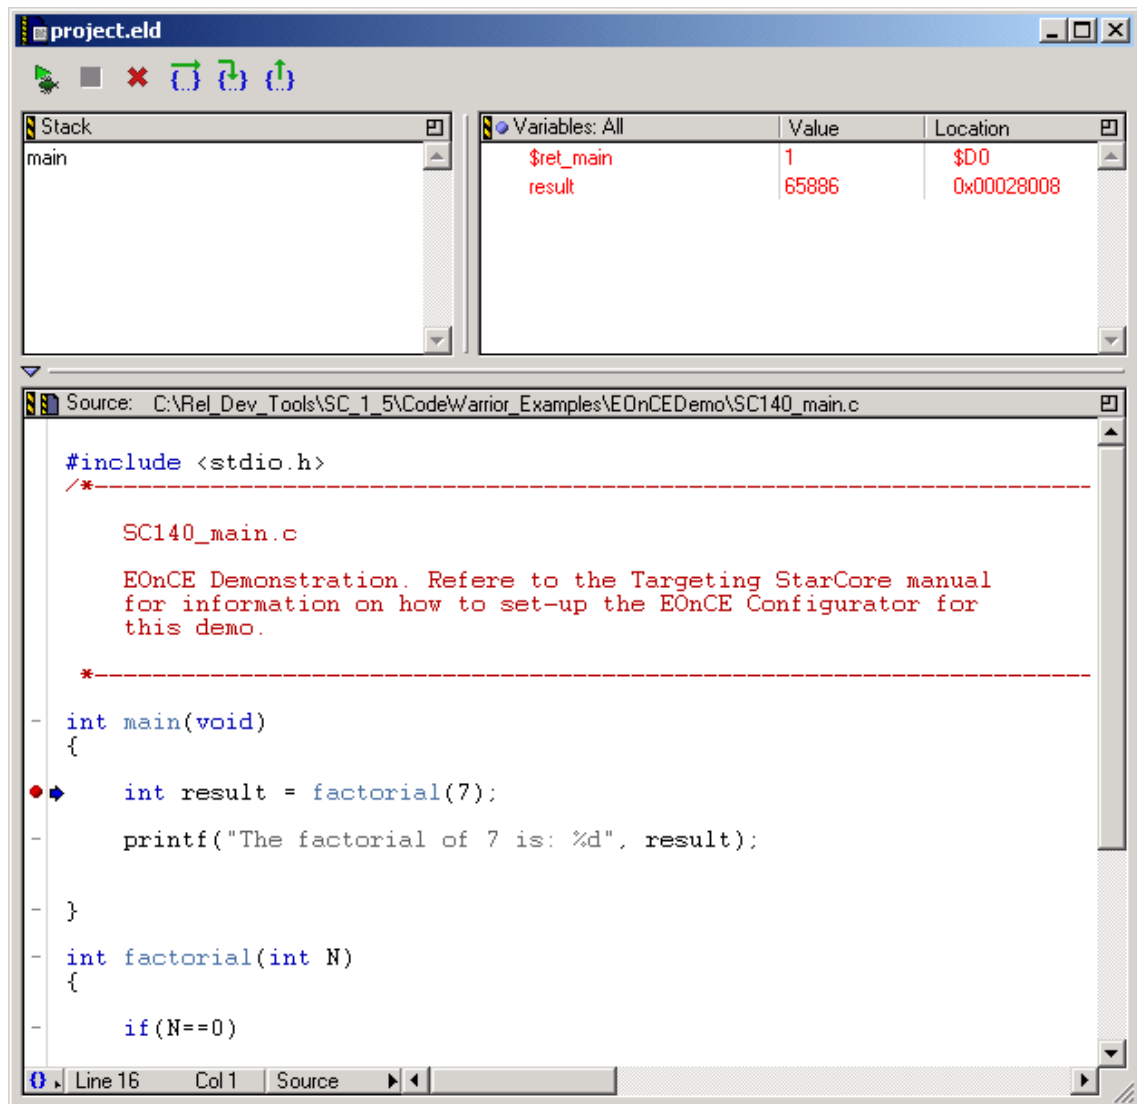 project.eld
Stack
main
Variables: All Value Location
$ret_main 1 $D0
result 65886 0x00028008
Source: C:\Rel_Dev_Tools\SC_1_5\CodeWarrior_Examples\EOnCEDemo\SC140_main.c
#include <stdio.h>
/*----------------------------------------------------------------------
SC140_main.c
EOnCE Demonstration. Refere to the Targeting StarCore manual
for information on how to set-up the EOnCE Configurator for
this demo.
*----------------------------------------------------------------------
int main(void)
{
int result = factorial(7);
printf("The factorial of 7 is: %d", result);
}
int factorial(int N)
{
if(N==0)
Line 16 Col 1 Source